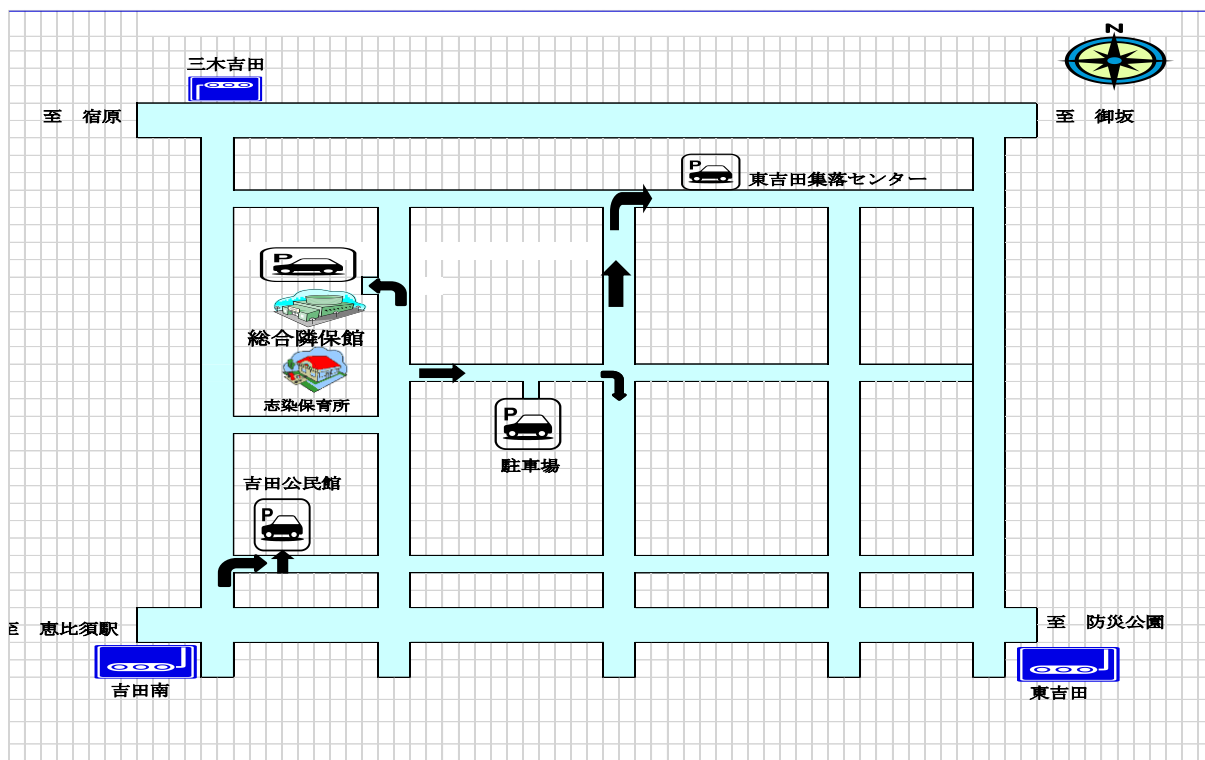 N
三木吉田
至 宿原
至 御坂
P
東吉田集落センター
P
総合隣保館
志染保育所
P
駐車場
吉田公民館
P
至 恵比須駅
至 防災公園
吉田南
東吉田